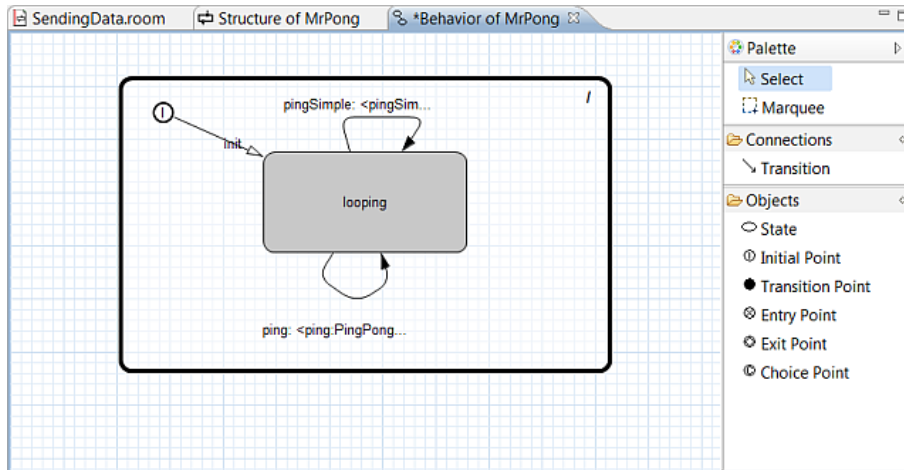 SendingData.room
Structure of MrPong
*Behavior of MrPong
Palette
Select
Marquee
Connections
Transition
Objects
State
Initial Point
Transition Point
Entry Point
Exit Point
Choice Point
I
/
pingSimple: <pingSim...
init
looping
ping: <ping:PingPong...